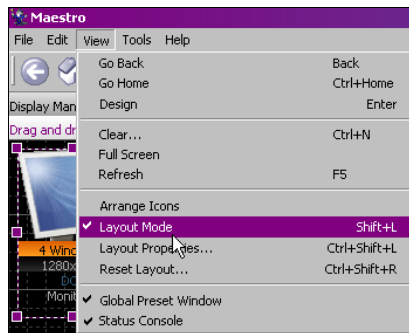 Maestro
File Edit View Tools Help
Go Back Back
Go Home Ctrl+Home
Design Enter
Display Man
Drag and dr
Clear... Ctrl+N
Full Screen
Refresh F5
Arrange Icons
Layout Mode Shift+L
Layout Properties... Ctrl+Shift+L
Reset Layout... Ctrl+Shift+R
4 Wind
1280x
DC
Monit
Global Preset Window
Status Console